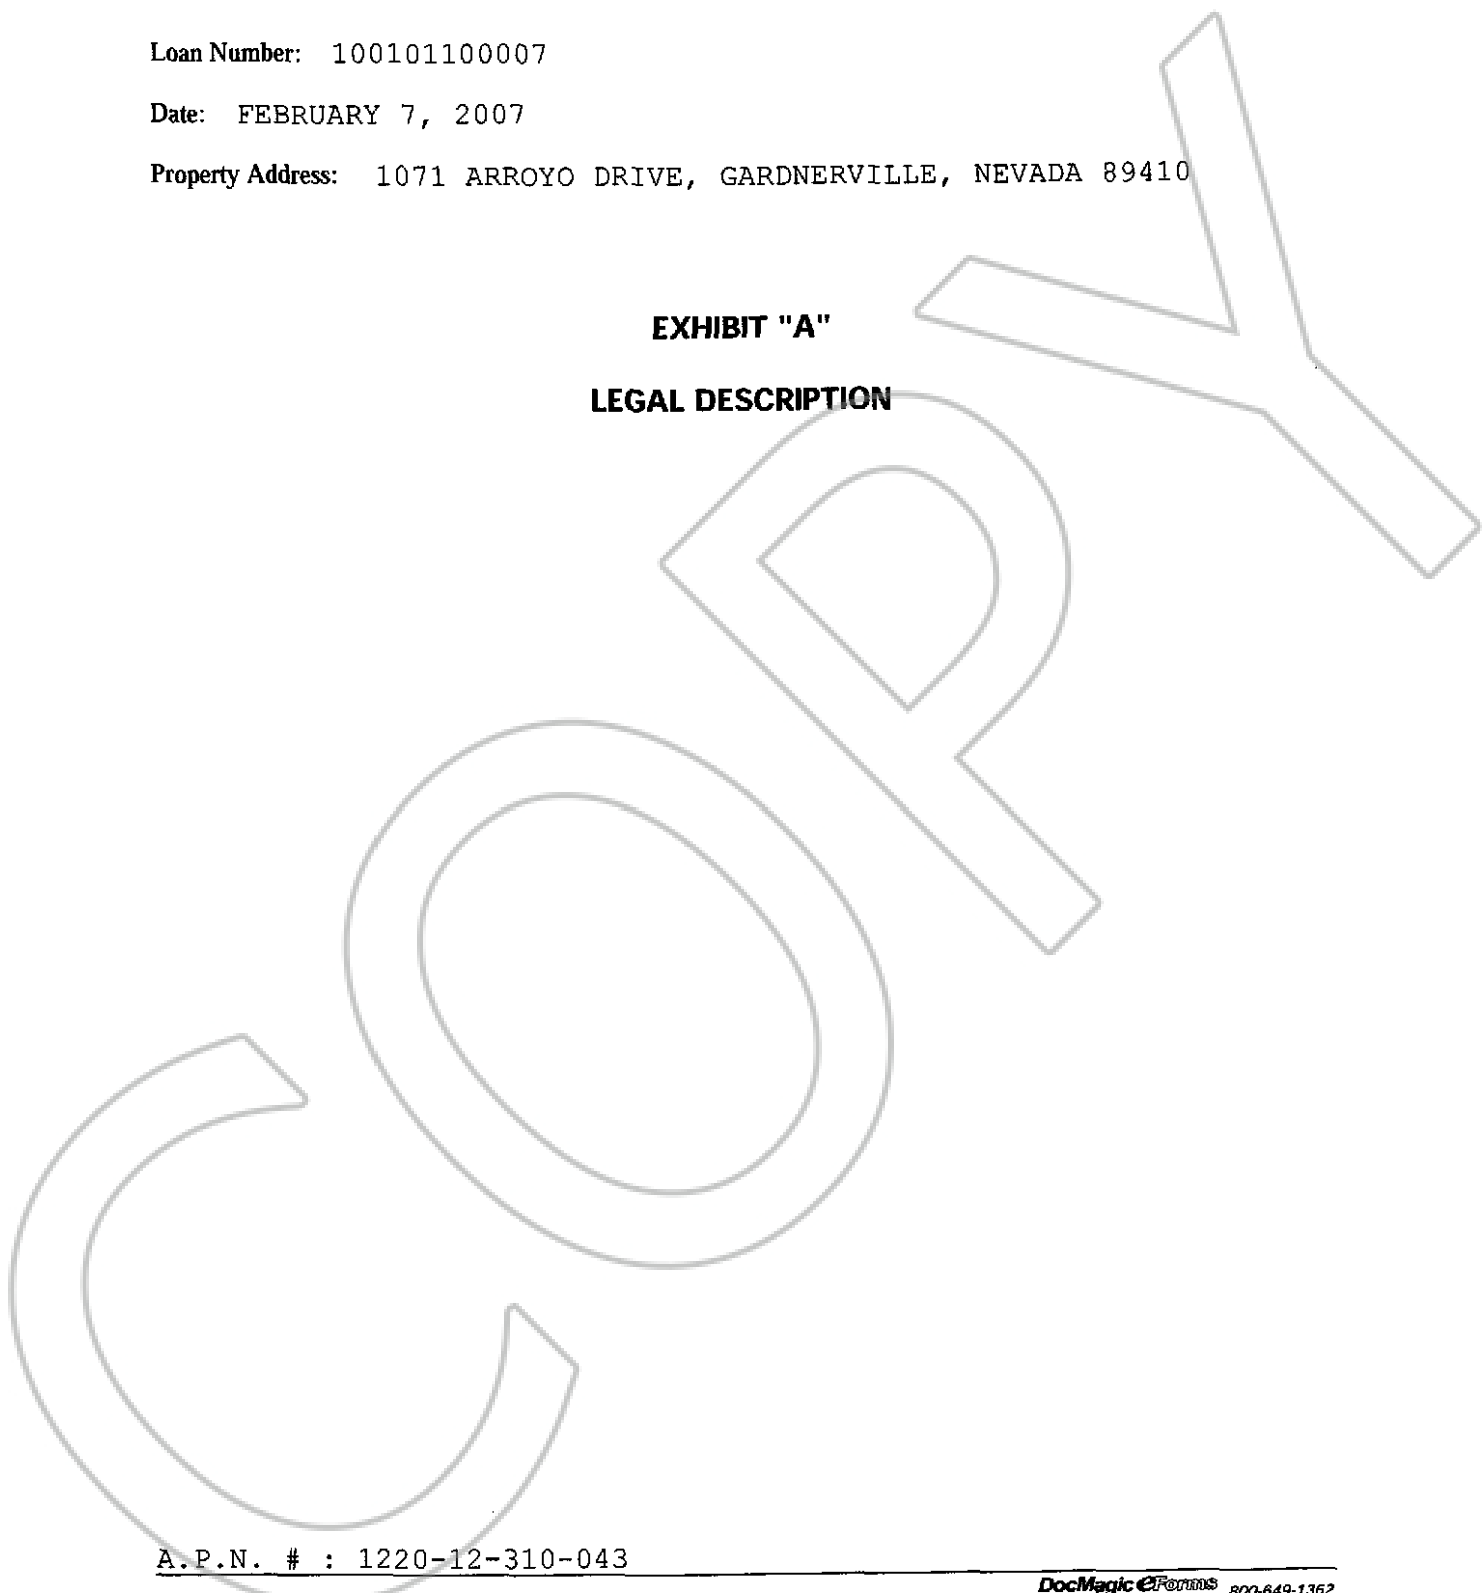 Loan Number: 100101100007
Date: FEBRUARY 7, 2007
Property Address: 1071 ARROYO DRIVE, GARDNERVILLE, NEVADA 89410
EXHIBIT "A"
LEGAL DESCRIPTION
COPY
A.P.N. # : 1220-12-310-043
DocMagic eForms 800-649-1362